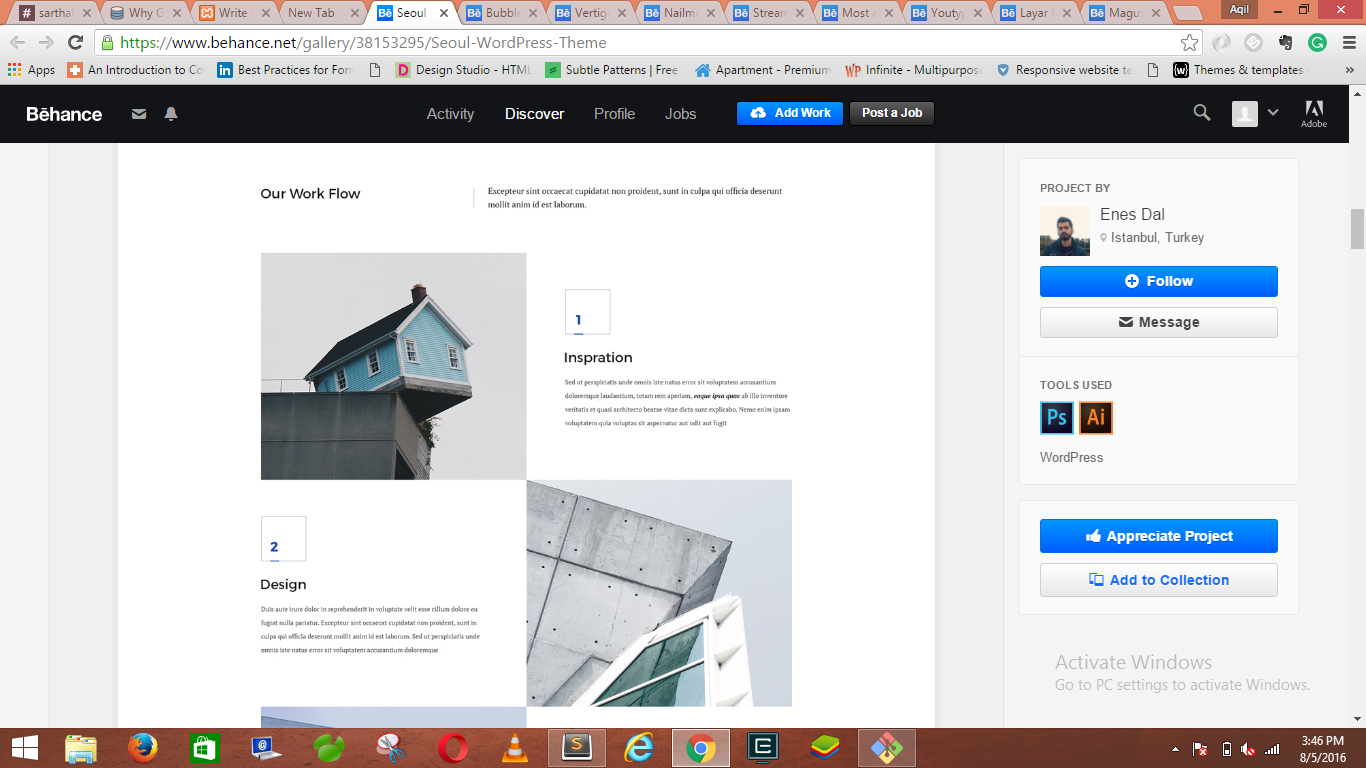 sarthal
Why G
Write
New Tab
Seoul
Bubble
Vertig
Nailme
Stream
Most
Youtyp
Layar
Magus
Aqil
https://www.behance.net/gallery/38153295/Seoul-WordPress-Theme
Apps
An Introduction to Co
Best Practices for Form
Design Studio - HTML
Subtle Patterns | Free
Apartment - Premium
Infinite - Multipurpose
Responsive website te
Themes & templates
»
Bēhance
Activity
Discover
Profile
Jobs
Add Work
Post a Job
Adobe
Our Work Flow
Excepteur sint occaecat cupidatat non proident, sunt in culpa qui officia deserunt
mollit anim id est laborum.
1
Inspration
Sed ut perspiciatis unde omnis iste natus error sit voluptatem accusantium
doloremque laudantium, totam rem aperiam, eaque ipsa quae ab illo inventore
veritatis et quasi architecto beatae vitae dicta sunt explicabo. Nemo enim ipsam
voluptatem quia voluptas sit aspernatur aut odit aut fugit
2
Design
Duis aute irure dolor in reprehenderit in voluptate velit esse cillum dolore eu
fugiat nulla pariatur. Excepteur sint occaecat cupidatat non proident, sunt in
culpa qui officia deserunt mollit anim id est laborum. Sed ut perspiciatis unde
omnis iste natus error sit voluptatem accusantium doloremque
PROJECT BY
Enes Dal
Istanbul, Turkey
Follow
Message
TOOLS USED
Ps
Ai
WordPress
Appreciate Project
Add to Collection
Activate Windows
Go to PC settings to activate Windows.
3:46 PM
8/5/2016